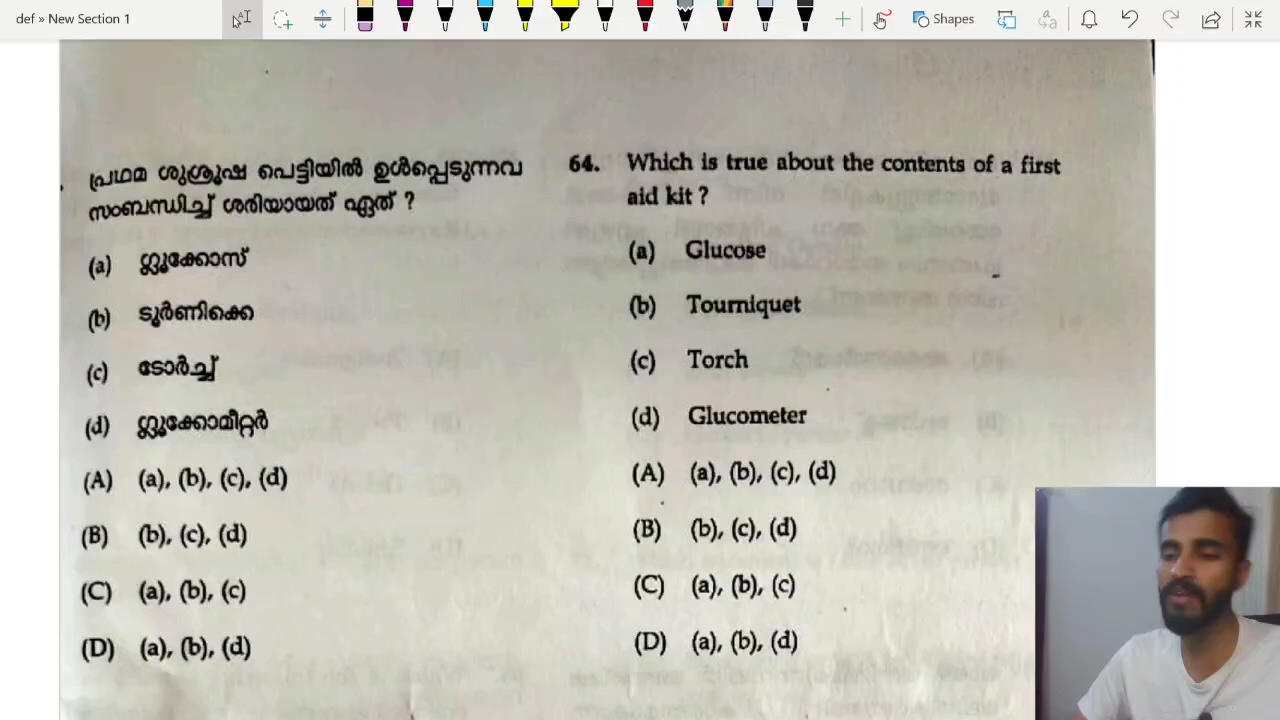 def » New Section 1
Shapes
പ്രഥമ ശുശ്രൂഷ പെട്ടിയിൽ ഉൾപ്പെടുന്നവ
സംബന്ധിച്ച് ശരിയായത് ഏത് ?
(a) ഗ്ലൂക്കോസ്
(b) ടൂർണിക്കെ
(c) ടോർച്ച്
(d) ഗ്ലൂക്കോമീറ്റർ
(A) (a), (b), (c), (d)
(B) (b), (c), (d)
(C) (a), (b), (c)
(D) (a), (b), (d)
64. Which is true about the contents of a first
aid kit ?
(a) Glucose
(b) Tourniquet
(c) Torch
(d) Glucometer
(A) (a), (b), (c), (d)
(B) (b), (c), (d)
(C) (a), (b), (c)
(D) (a), (b), (d)